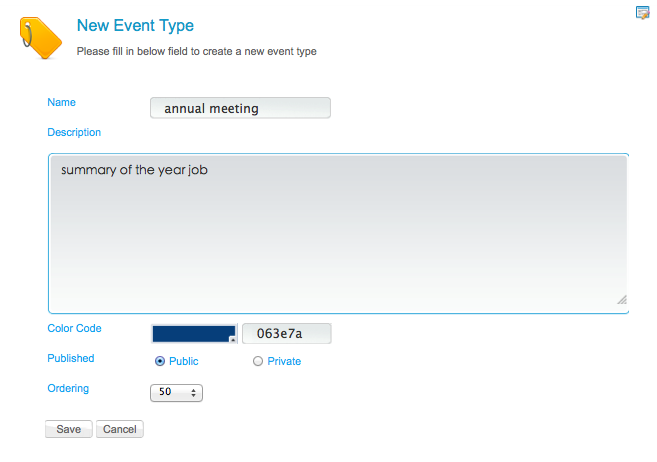 New Event Type
Please fill in below field to create a new event type
Name
annual meeting
Description
summary of the year job
Color Code
063e7a
Published
Public Private
Ordering
50
Save Cancel